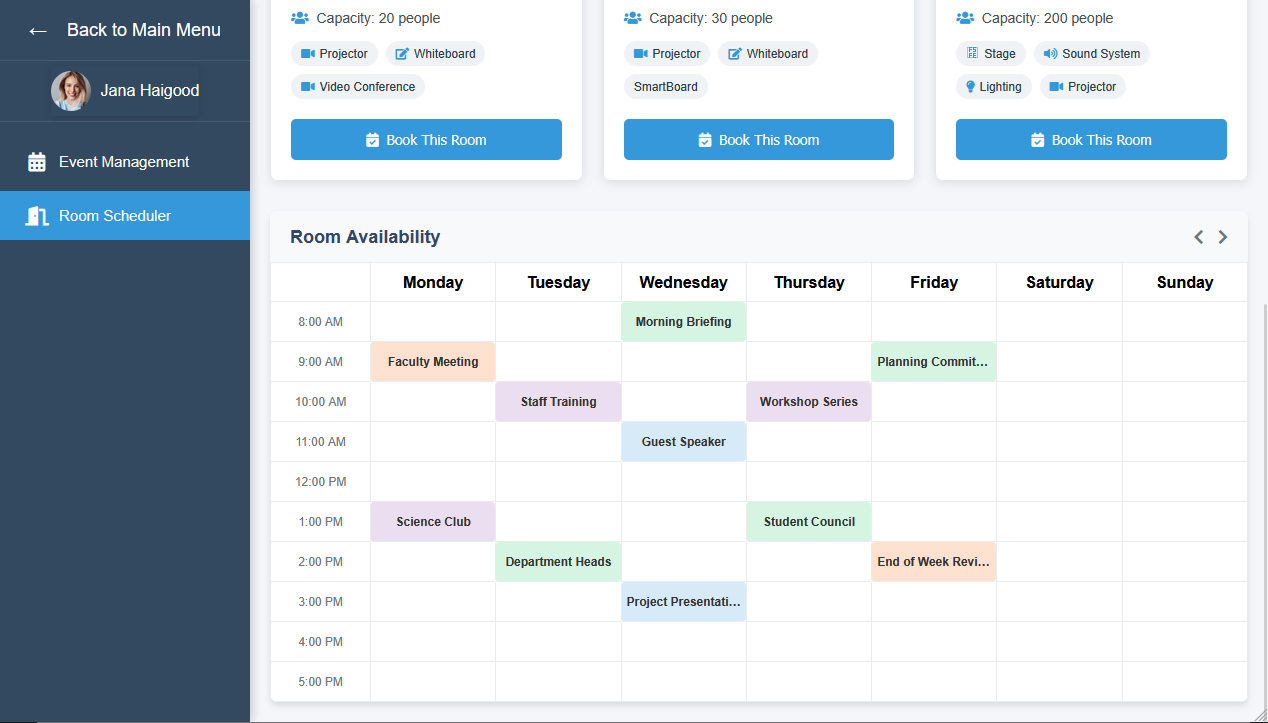 ← Back to Main Menu
Jana Haigood
Event Management
Room Scheduler
Capacity: 20 people
Projector
Whiteboard
Video Conference
Book This Room
Capacity: 30 people
Projector
Whiteboard
SmartBoard
Book This Room
Capacity: 200 people
Stage
Sound System
Lighting
Projector
Book This Room
Room Availability
Monday Tuesday Wednesday Thursday Friday Saturday Sunday
8:00 AM Morning Briefing
9:00 AM Faculty Meeting Planning Commit...
10:00 AM Staff Training Workshop Series
11:00 AM Guest Speaker
12:00 PM
1:00 PM Science Club Student Council
2:00 PM Department Heads End of Week Revi...
3:00 PM Project Presentati...
4:00 PM
5:00 PM